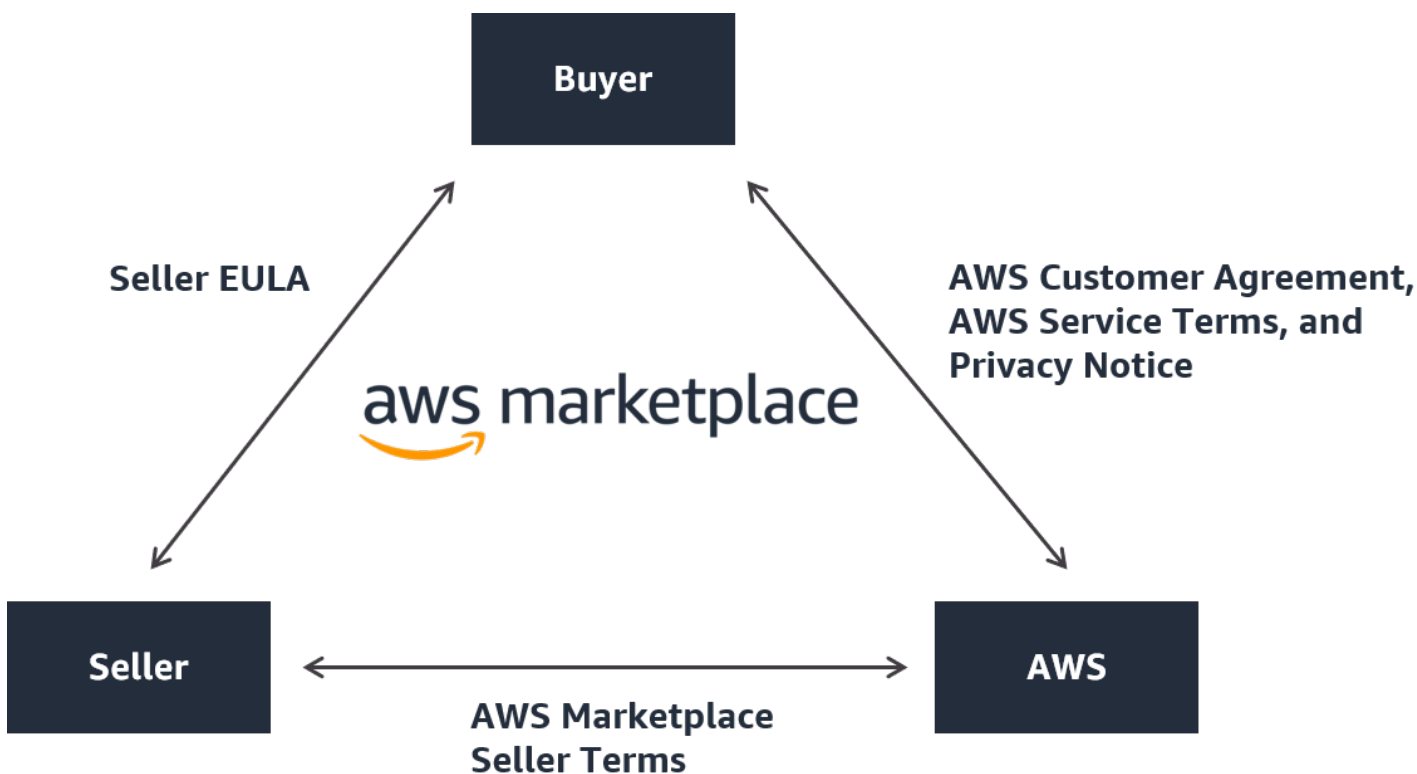 Buyer
Seller EULA
AWS Customer Agreement,
AWS Service Terms, and
Privacy Notice
aws marketplace
Seller
AWS
AWS Marketplace
Seller Terms